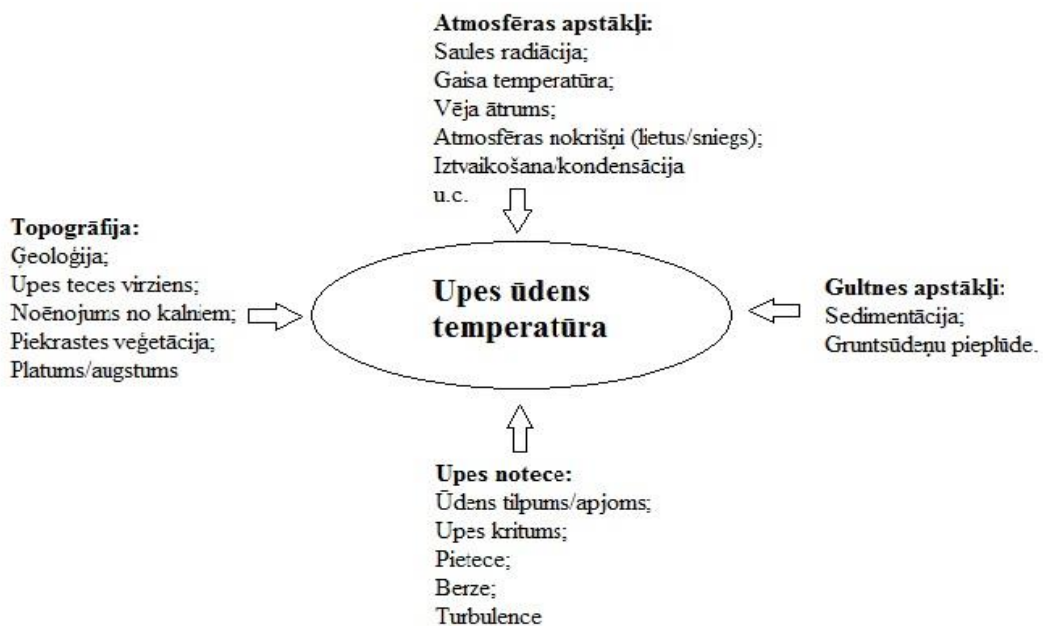 Atmosfēras apstākļi:
Saules radiācija;
Gaisa temperatūra;
Vēja ātrums;
Atmosfēras nokrišņi (lietus/sniegs);
Iztvaikošana/kondensācija
u.c.
Topogrāfija:
Ģeoloģija;
Upes teces virziens;
Noēnojums no kalniem;
Piekrastes veģetācija;
Platums/augstums
Upes ūdens
temperatūra
Gultnes apstākļi:
Sedimentācija;
Gruntsūdeņu pieplūde.
Upes notece:
Ūdens tilpums/apjoms;
Upes kritums;
Pietece;
Berze;
Turbulence